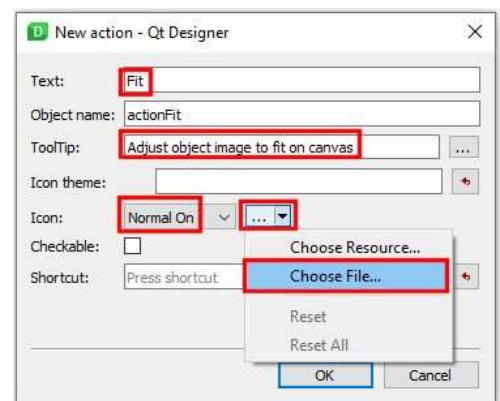 New action - Qt Designer
Text: Fit
Object name: actionFit
ToolTip: Adjust object image to fit on canvas ...
Icon theme:
Icon: Normal On ...
Choose Resource...
Checkable:
Shortcut: Press shortcut Choose File...
Reset
Reset All
OK Cancel